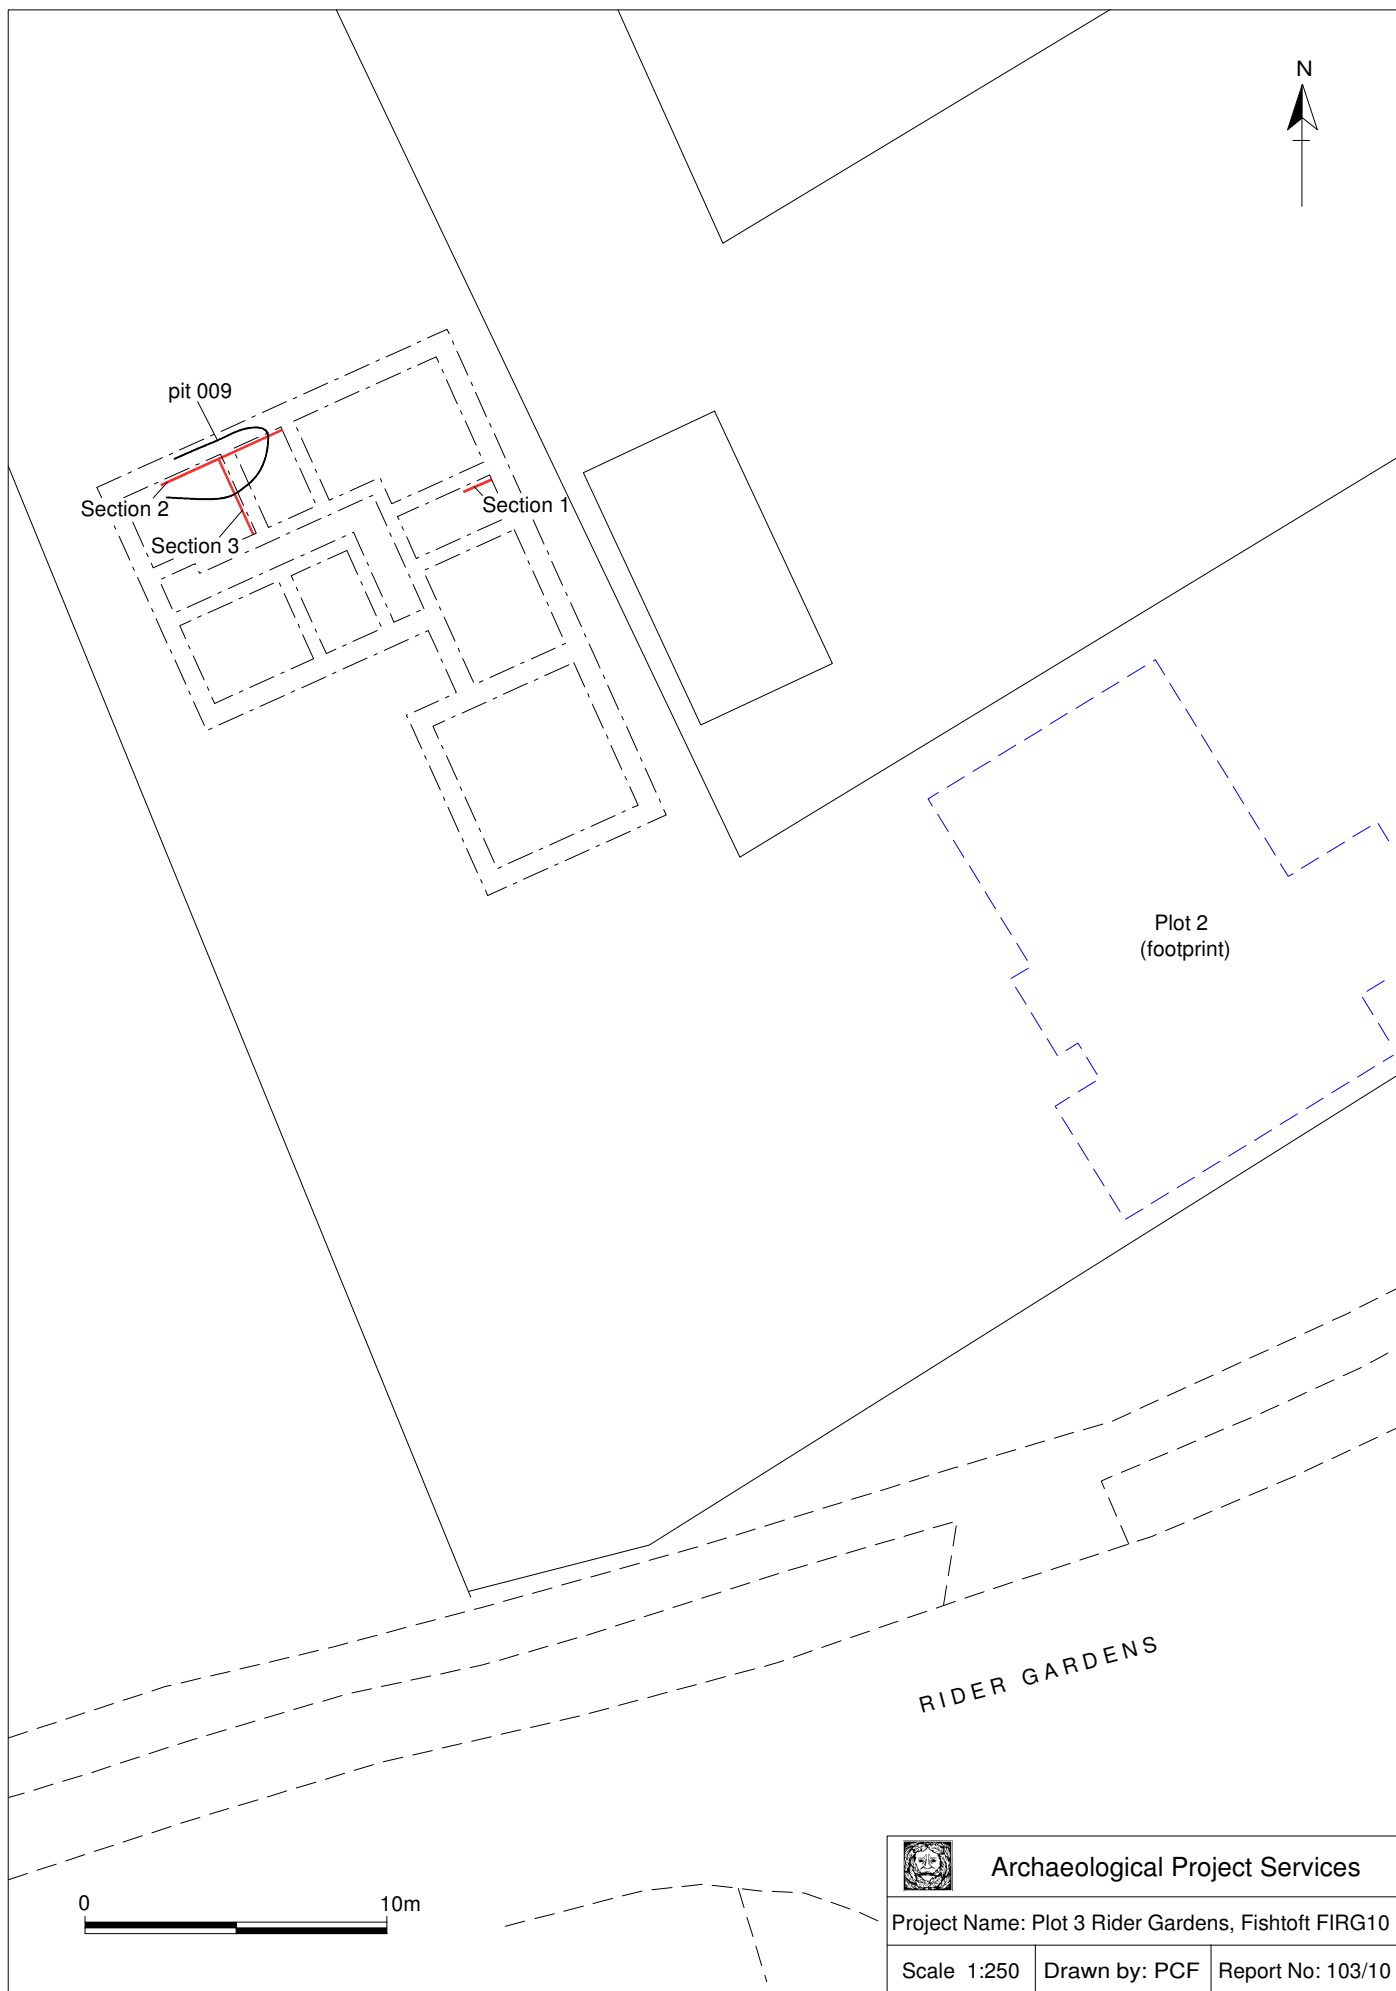 N
pit 009
Section 2
Section 1
Section 3
Plot 2
(footprint)
RIDER GARDENS
0 10m
Archaeological Project Services
Project Name: Plot 3 Rider Gardens, Fishtoft FIRG10
Scale 1:250 Drawn by: PCF Report No: 103/10